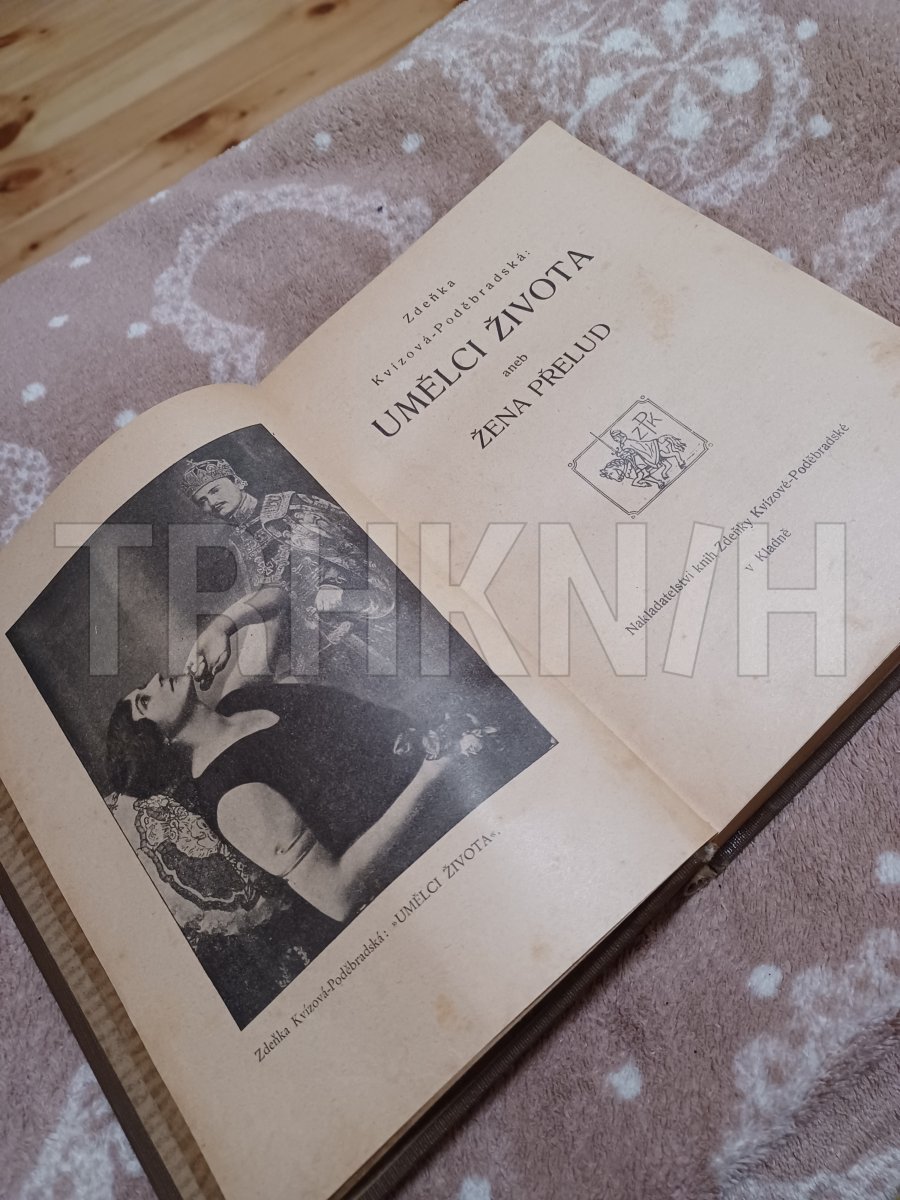 Zdeňka Kvízová-Poděbradská: »UMĚLCI ŽIVOTA«.
Zdeňka
Kvízová-Poděbradská:
UMĚLCI ŽIVOTA
aneb
ŽENA PŘELUD
ZPK
Nakladatelství knih Zdeňky Kvízové-Poděbradské
v Kladně
TRHKNIH